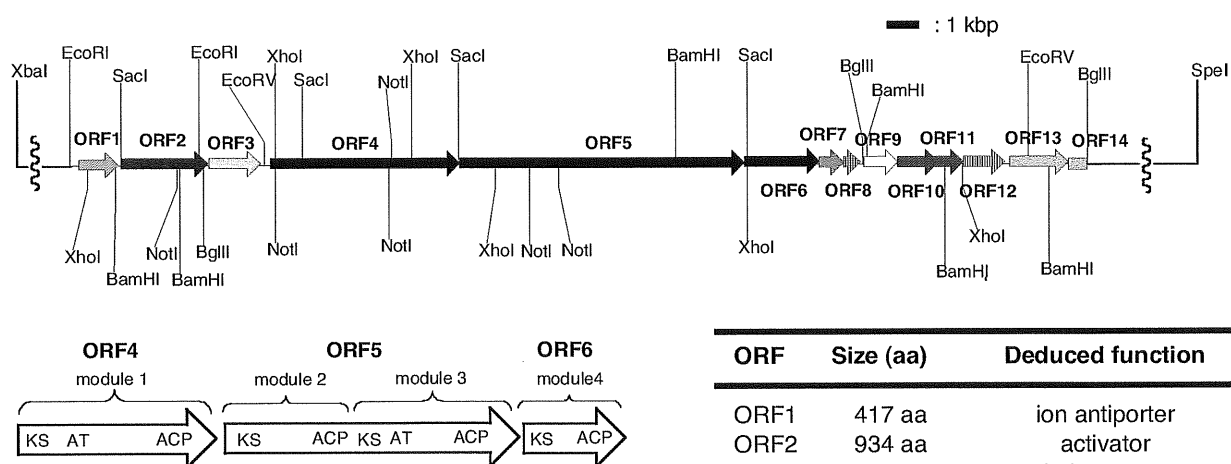 : 1 kbp
EcoRI EcoRI XhoI XhoI SacI BamHI SacI EcoRV
XbaI SacI EcoRV SacI NotI BglII BamHI BglII SpeI
ORF1 ORF2 ORF3 ORF4 ORF5 ORF7 ORF9 ORF11 ORF13 ORF14
ORF6 ORF8 ORF10 ORF12
XhoI NotI BglII NotI NotI XhoI NotI NotI XhoI XhoI
BamHI BamHI BamHI BamHI
ORF4 ORF5 ORF6
module 1 module 2 module 3 module4
KS AT ACP KS ACP KS AT ACP KS ACP
ORF Size (aa) Deduced function
ORF1 417 aa ion antiporter
ORF2 934 aa activator